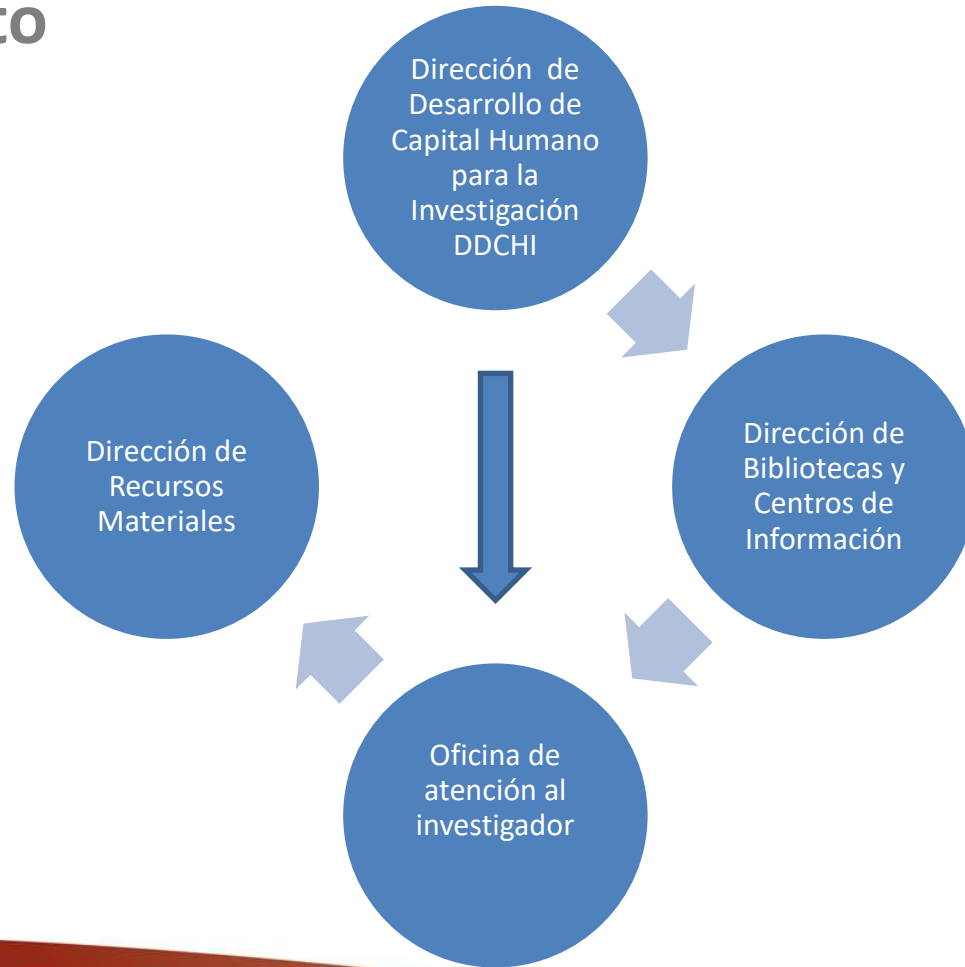 Dirección de
Desarrollo de
Capital Humano
para la
Investigación
DDCHI
Dirección de
Bibliotecas y
Centros de
Información
Oficina de
atención al
investigador
Dirección de
Recursos
Materiales